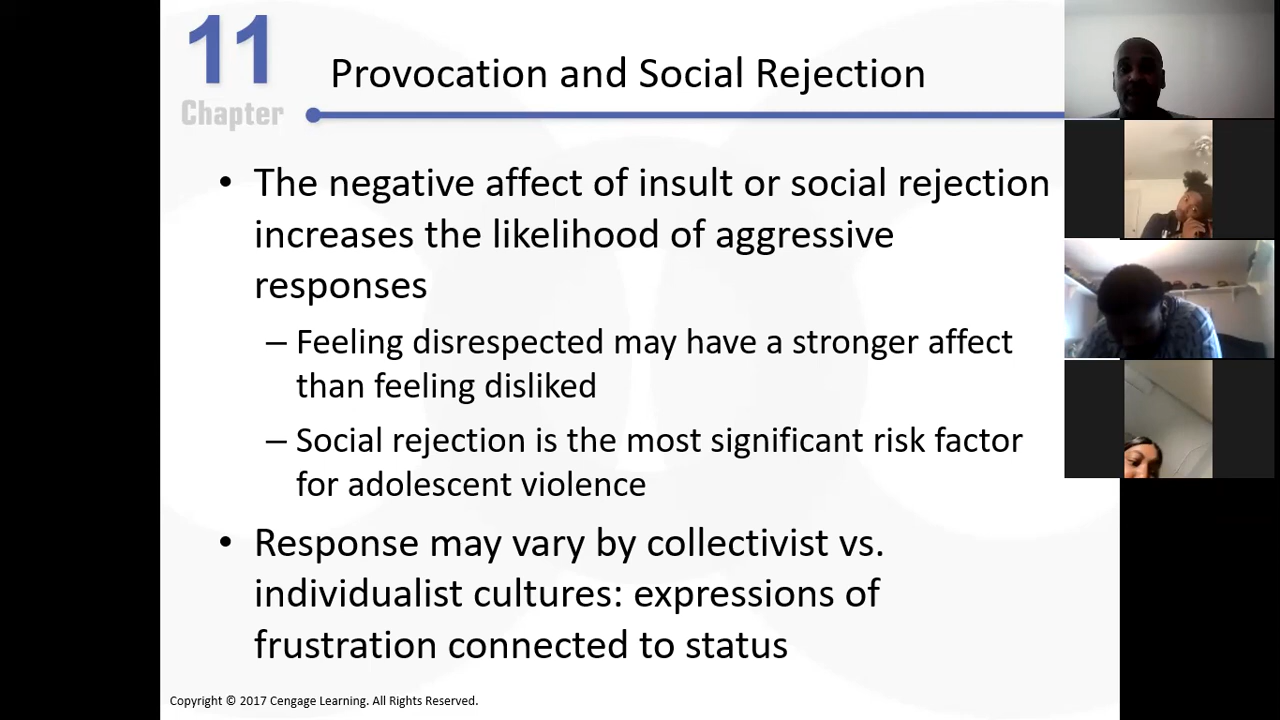 11
Chapter
Provocation and Social Rejection
• The negative affect of insult or social rejection
increases the likelihood of aggressive
responses
– Feeling disrespected may have a stronger affect
than feeling disliked
– Social rejection is the most significant risk factor
for adolescent violence
• Response may vary by collectivist vs.
individualist cultures: expressions of
frustration connected to status
Copyright © 2017 Cengage Learning. All Rights Reserved.